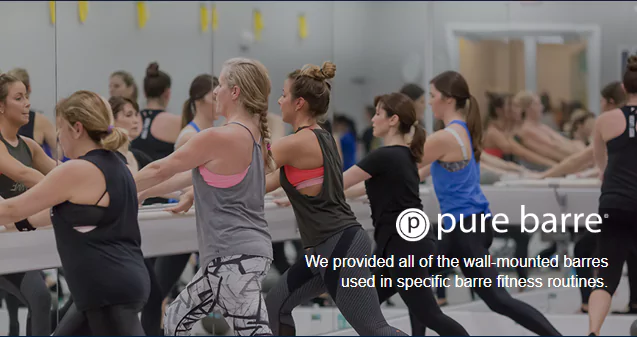 pure barre®
We provided all of the wall-mounted barres
used in specific barre fitness routines.